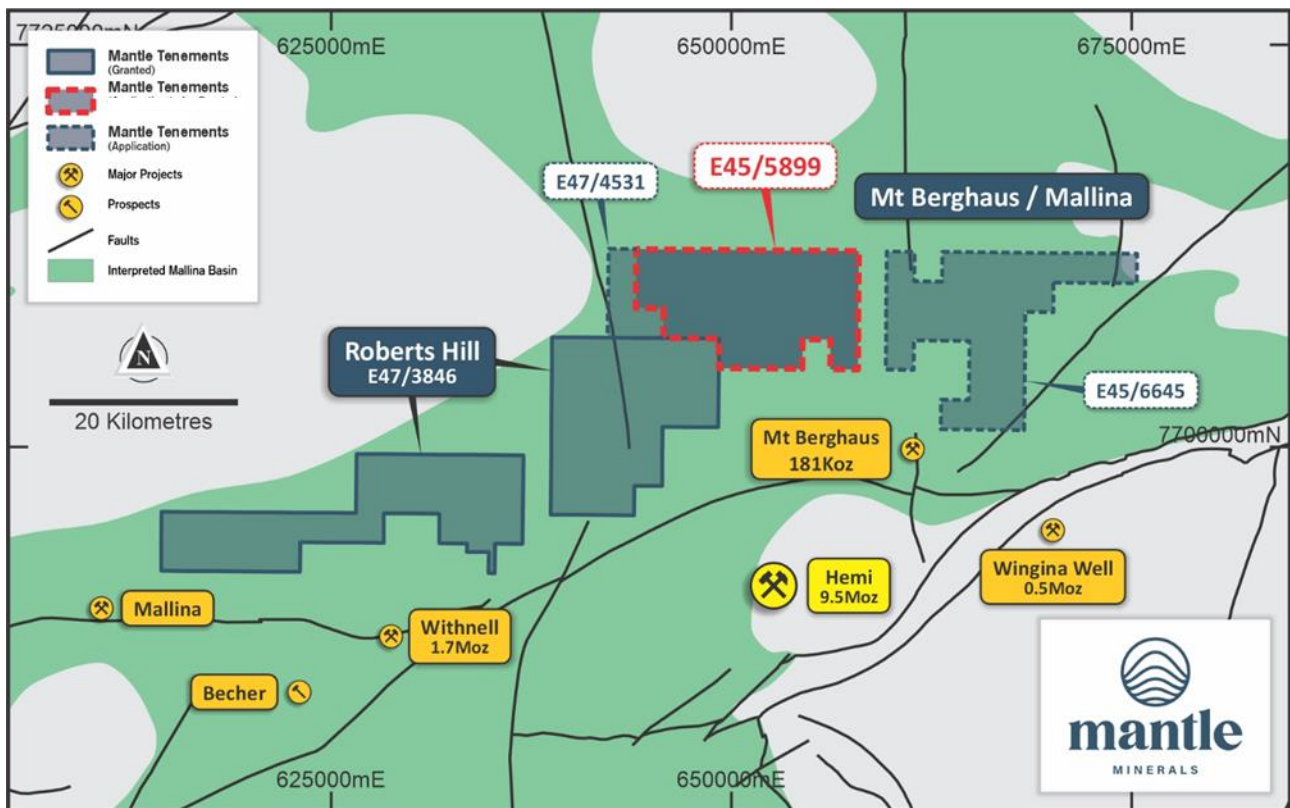 7725000mN
625000mE
650000mE
675000mE
Mantle Tenements
(Granted)
Mantle Tenements
Mantle Tenements
(Application)
Major Projects
Prospects
Faults
Interpreted Mallina Basin
N
20 Kilometres
E47/4531
E45/5899
Mt Berghaus / Mallina
Roberts Hill
E47/3846
E45/6645
7700000mN
Mt Berghaus
181Koz
Hemi
9.5Moz
Wingina Well
0.5Moz
Mallina
Withnell
1.7Moz
Becher
625000mE
650000mE
mantle
MINERALS